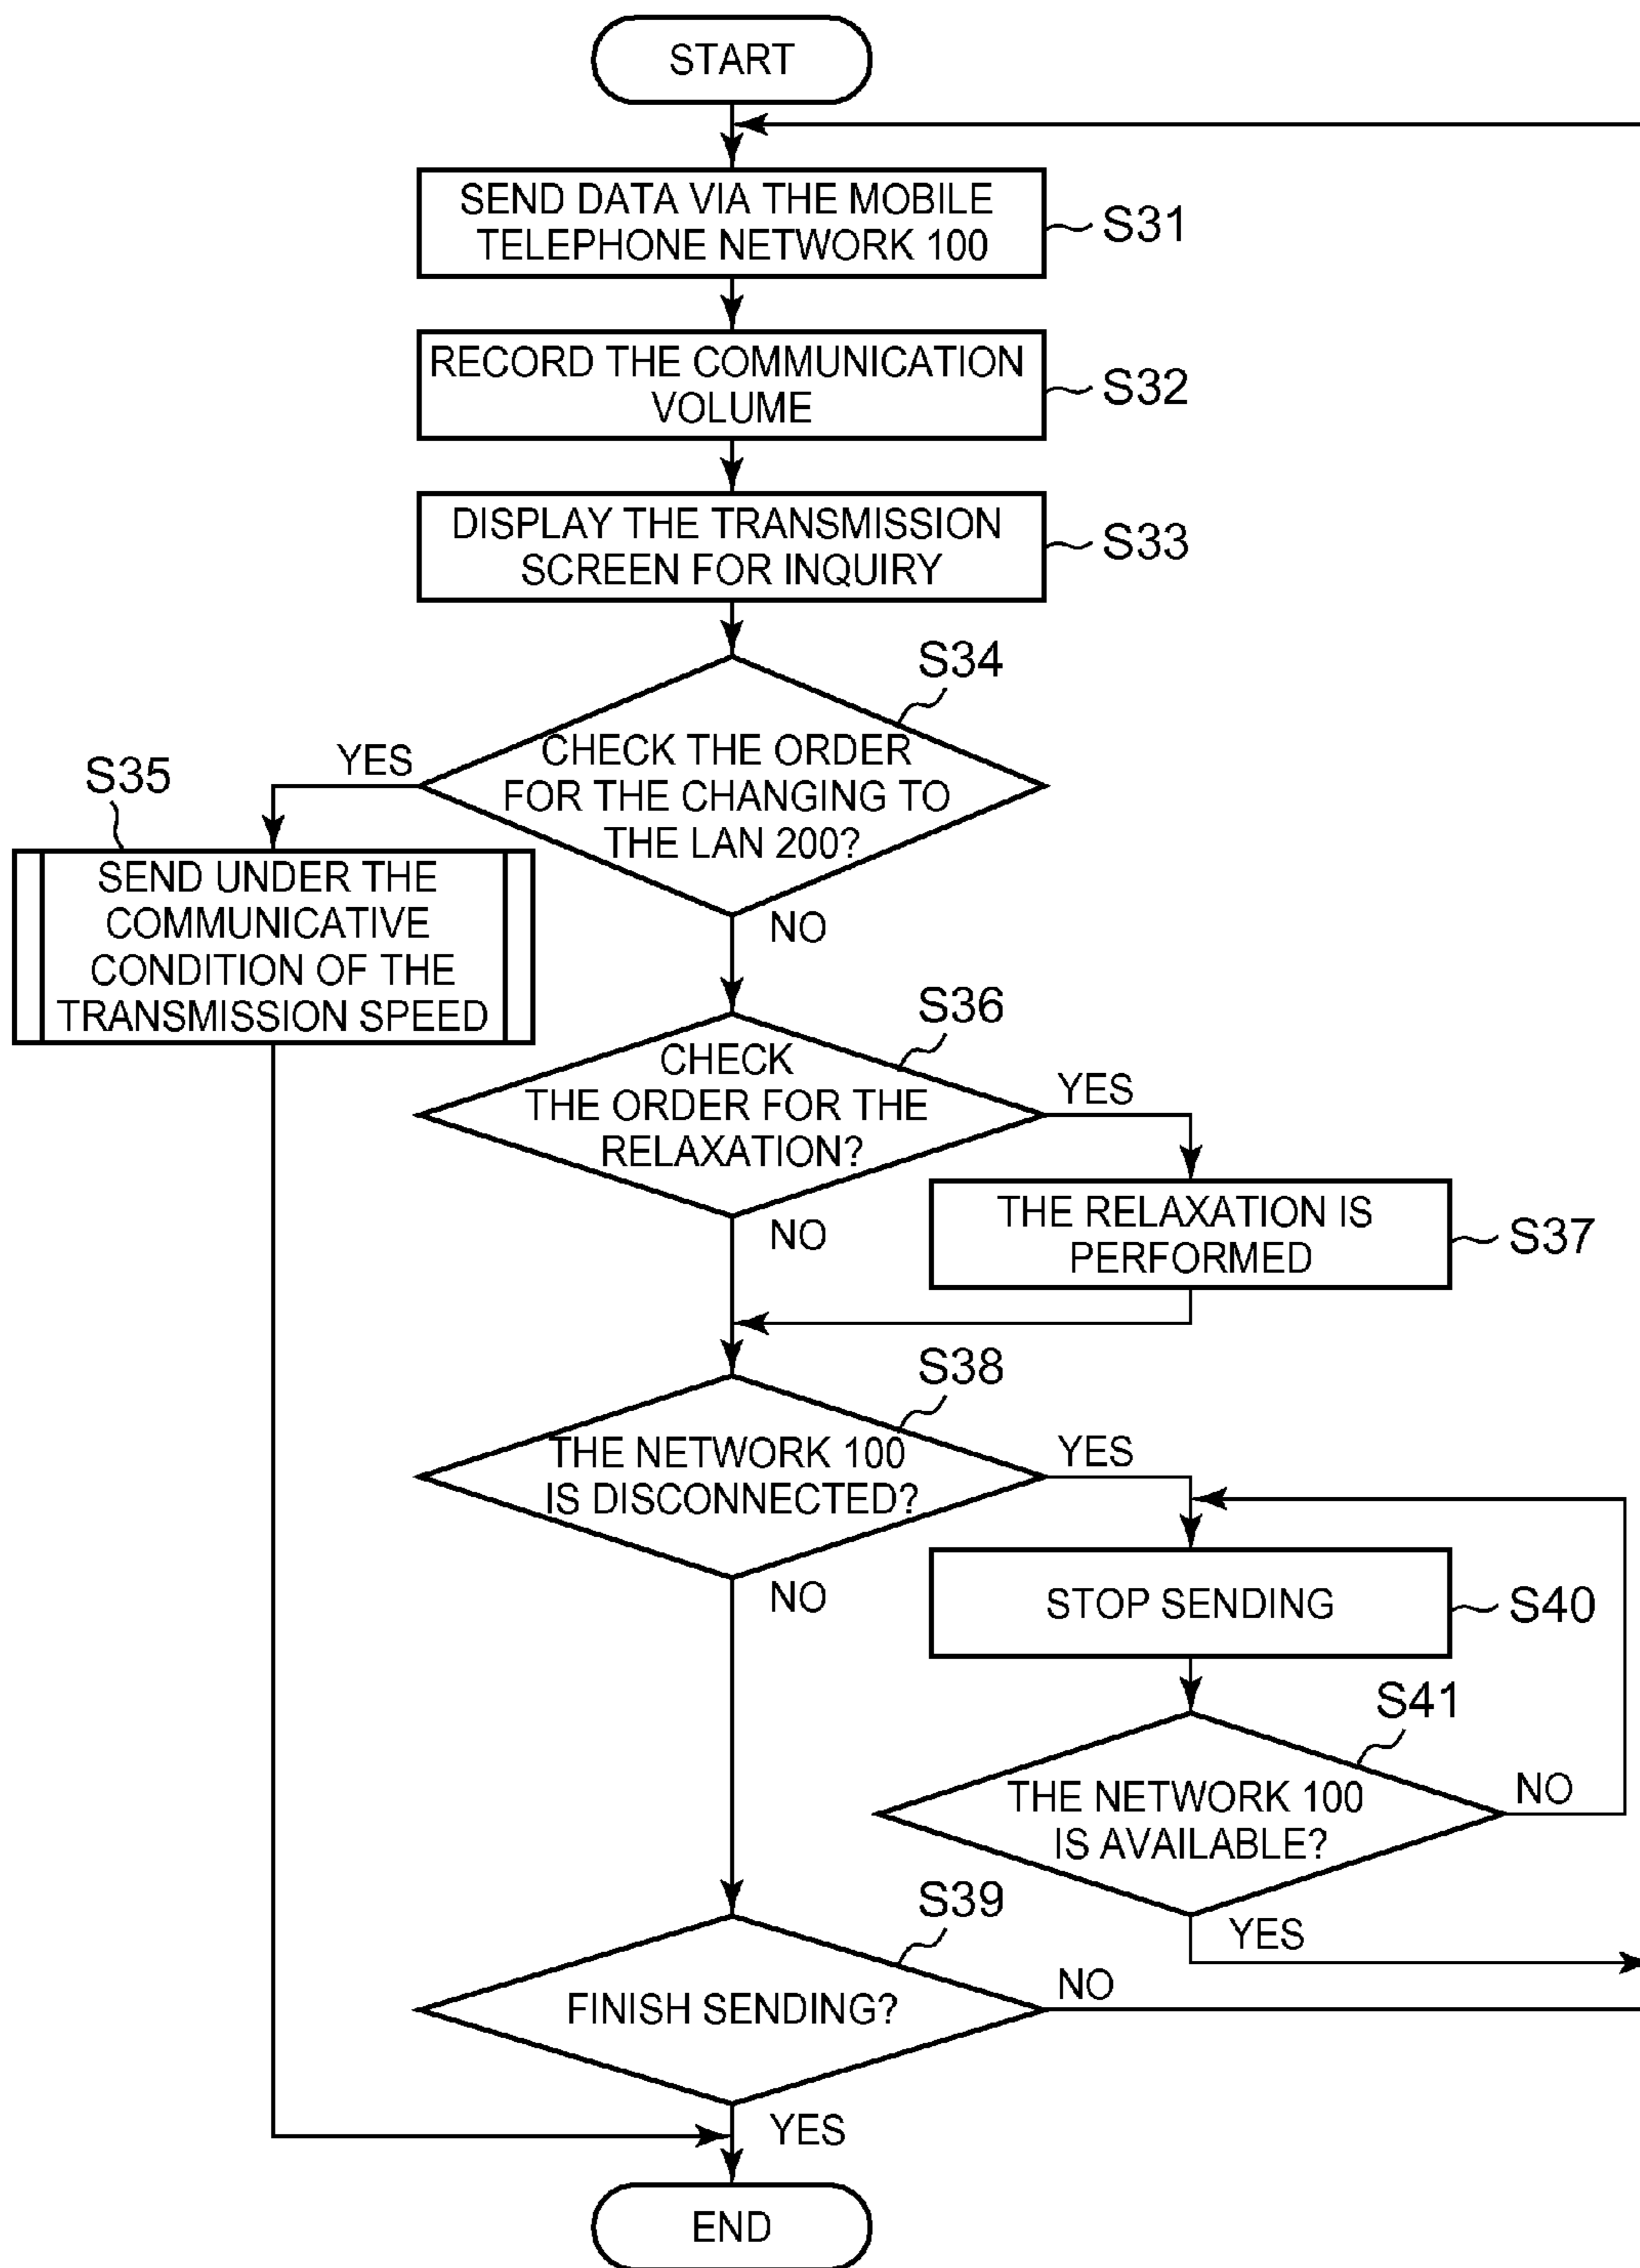 START
SEND DATA VIA THE MOBILE
TELEPHONE NETWORK 100
S31
RECORD THE COMMUNICATION
VOLUME
S32
DISPLAY THE TRANSMISSION
SCREEN FOR INQUIRY
S33
S34
CHECK THE ORDER
FOR THE CHANGING TO
THE LAN 200?
YES
NO
S35
SEND UNDER THE
COMMUNICATIVE
CONDITION OF THE
TRANSMISSION SPEED
S36
CHECK
THE ORDER FOR THE
RELAXATION?
YES
NO
THE RELAXATION IS
PERFORMED
S37
S38
THE NETWORK 100
IS DISCONNECTED?
YES
NO
STOP SENDING
S40
S41
THE NETWORK 100
IS AVAILABLE?
NO
YES
S39
FINISH SENDING?
NO
YES
END